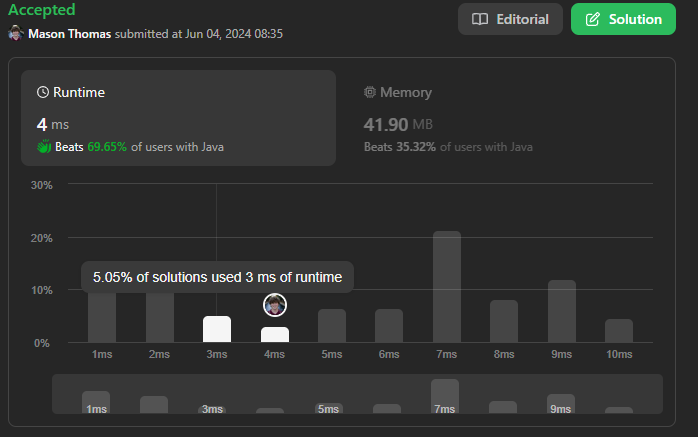 Accepted
Mason Thomas submitted at Jun 04, 2024 08:35
Editorial
Solution
Runtime
4 ms
Beats 69.65% of users with Java
Memory
41.90 MB
Beats 35.32% of users with Java
30%
20%
10%
0%
5.05% of solutions used 3 ms of runtime
1ms 2ms 3ms 4ms 5ms 6ms 7ms 8ms 9ms 10ms
1ms 3ms 5ms 7ms 9ms